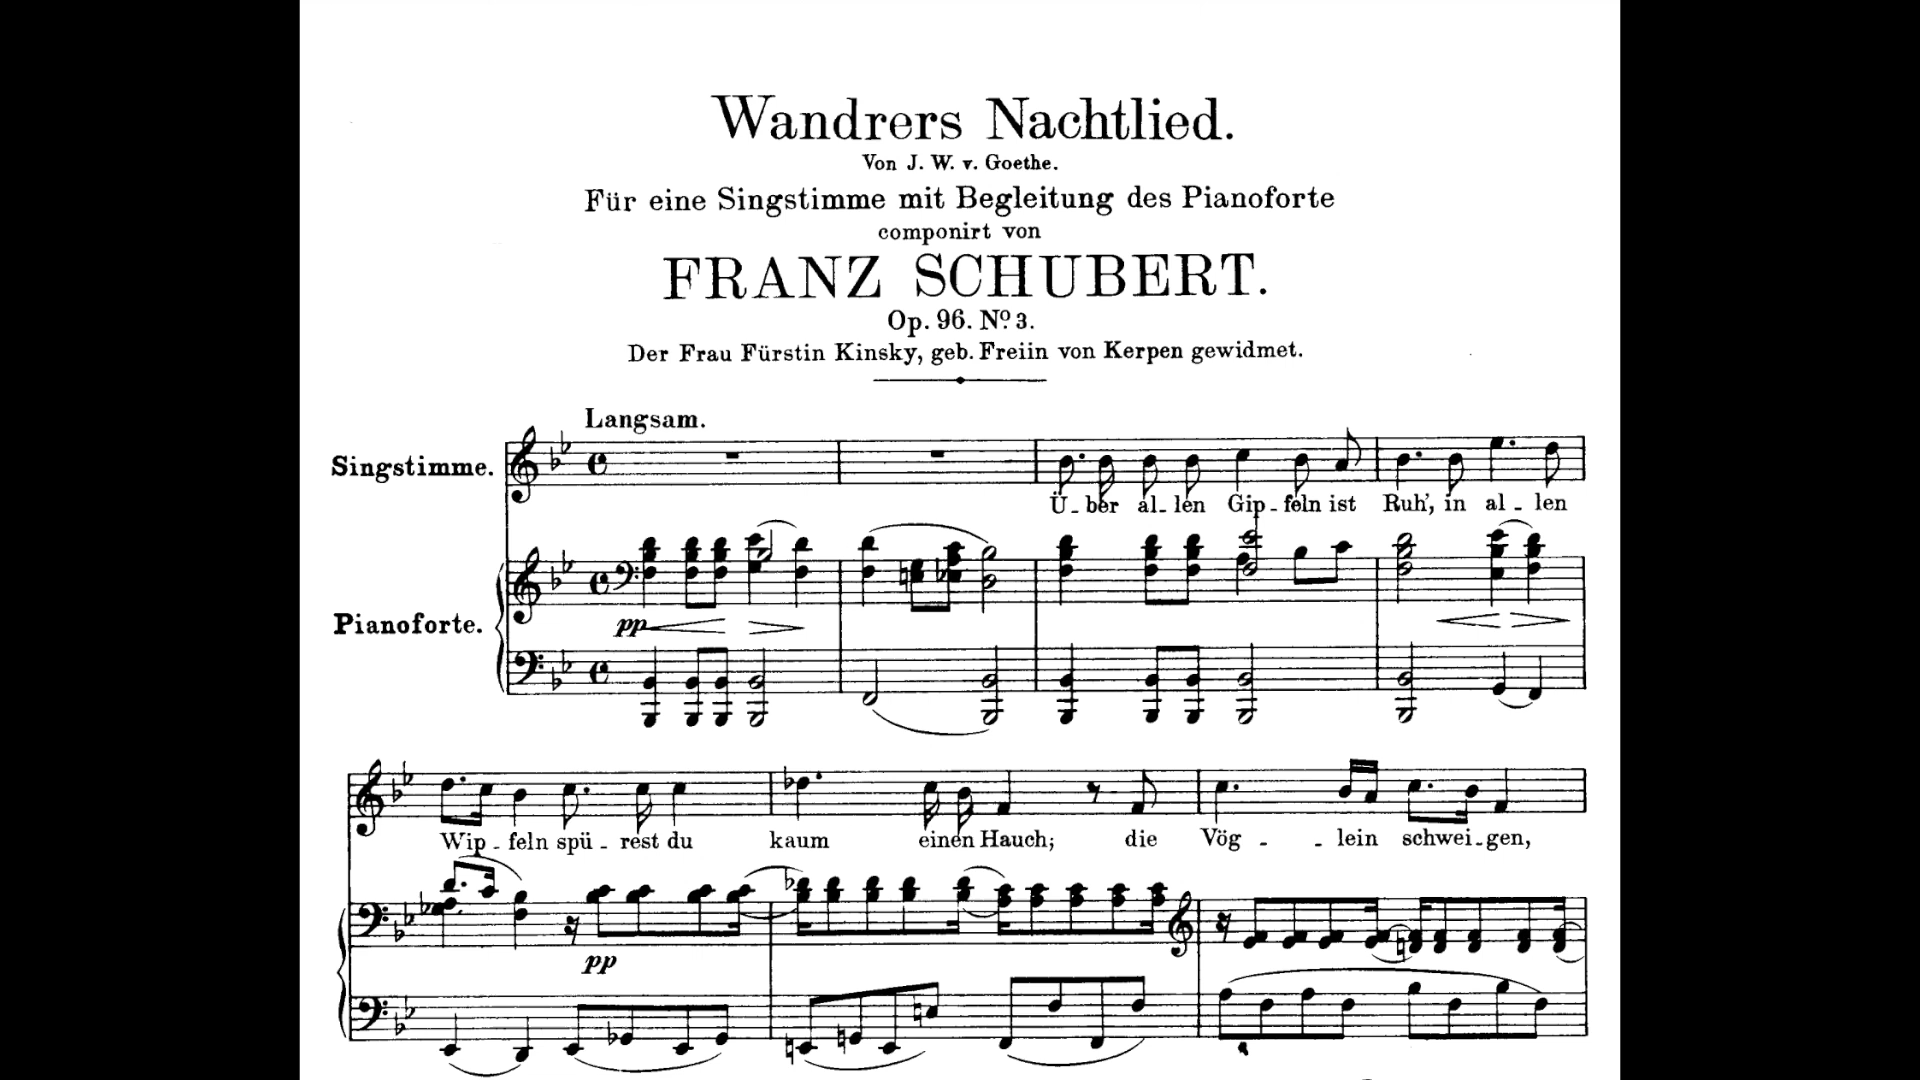 Wandrers Nachtlied.
Von J. W. v. Goethe.
Für eine Singstimme mit Begleitung des Pianoforte
componirt von
FRANZ SCHUBERT.
Op. 96. Nº 3.
Der Frau Fürstin Kinsky, geb. Freiin von Kerpen gewidmet.
Langsam.
Singstimme.
Ü - ber al - len Gip - feln ist Ruh', in al - len
pp
Pianoforte.
Wip - feln spü - rest du kaum einen Hauch; die Vög - - lein schwei - gen,
pp